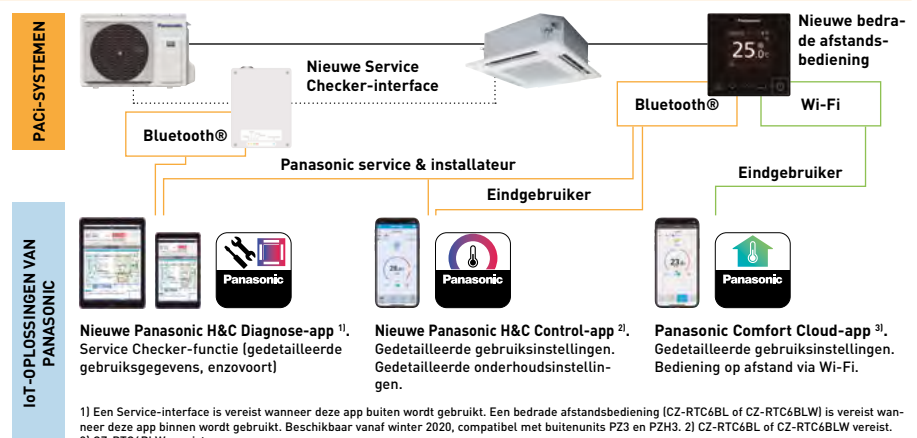 PACi-SYSTEMEN
Panasonic
Panasonic
25.0
Nieuwe bedra-
de afstands-
bediening
Nieuwe Service
Checker-interface
Bluetooth®
Bluetooth®
Wi-Fi
Panasonic service & installateur
Eindgebruiker
Eindgebruiker
IoT-OPLOSSINGEN VAN
PANASONIC
Panasonic
Panasonic
Panasonic
Nieuwe Panasonic H&C Diagnose-app 1).
Service Checker-functie (gedetailleerde
gebruiksgegevens, enzovoort)
Nieuwe Panasonic H&C Control-app 2).
Gedetailleerde gebruiksinstellingen.
Gedetailleerde onderhoudsinstellin-
gen.
Panasonic Comfort Cloud-app 3).
Gedetailleerde gebruiksinstellingen.
Bediening op afstand via Wi-Fi.
1) Een Service-interface is vereist wanneer deze app buiten wordt gebruikt. Een bedrade afstandsbediening (CZ-RTC6BL of CZ-RTC6BLW) is vereist wan-
neer deze app binnen wordt gebruikt. Beschikbaar vanaf winter 2020, compatibel met buitenunits PZ3 en PZH3. 2) CZ-RTC6BL of CZ-RTC6BLW vereist.